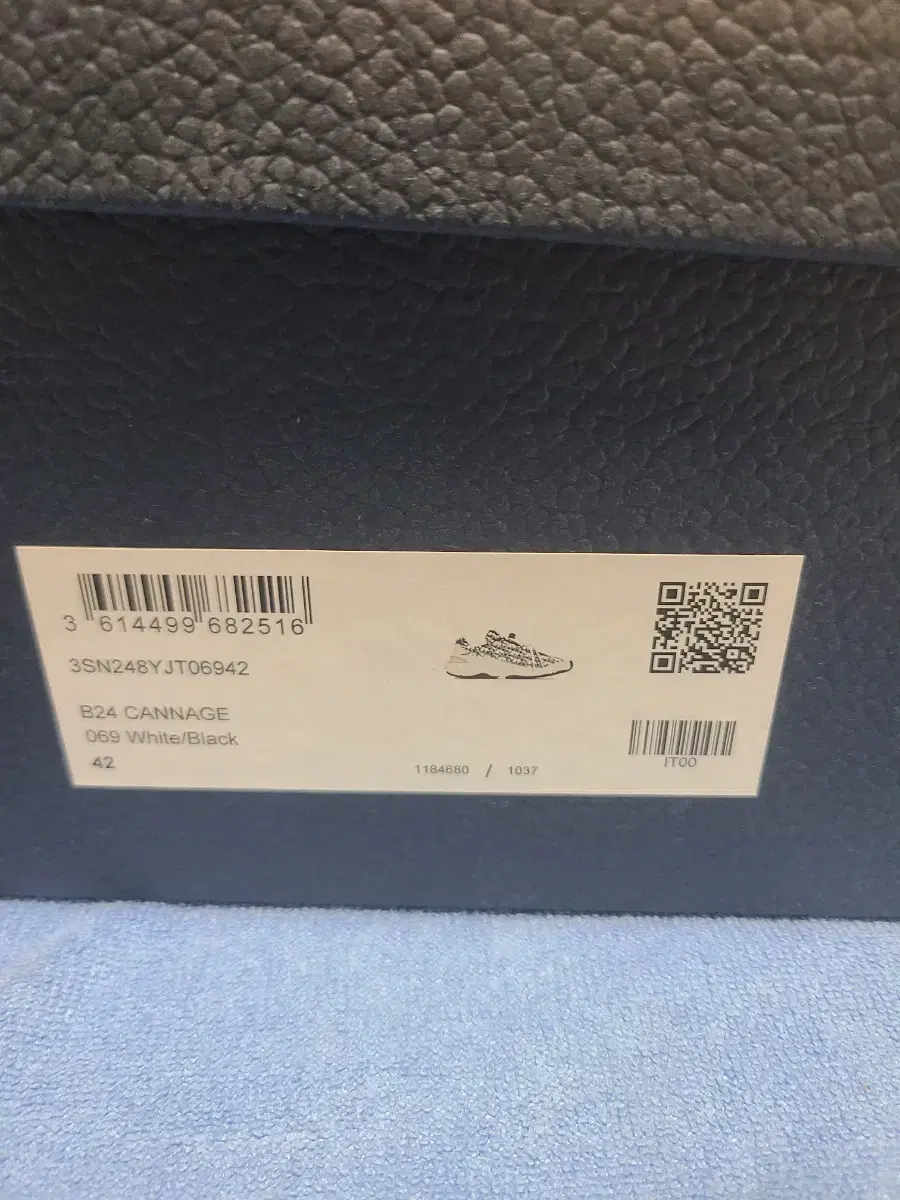 3 614499 682516
3SN248YJT06942
B24 CANNAGE
069 White/Black
42
1184680 / 1037
IT00